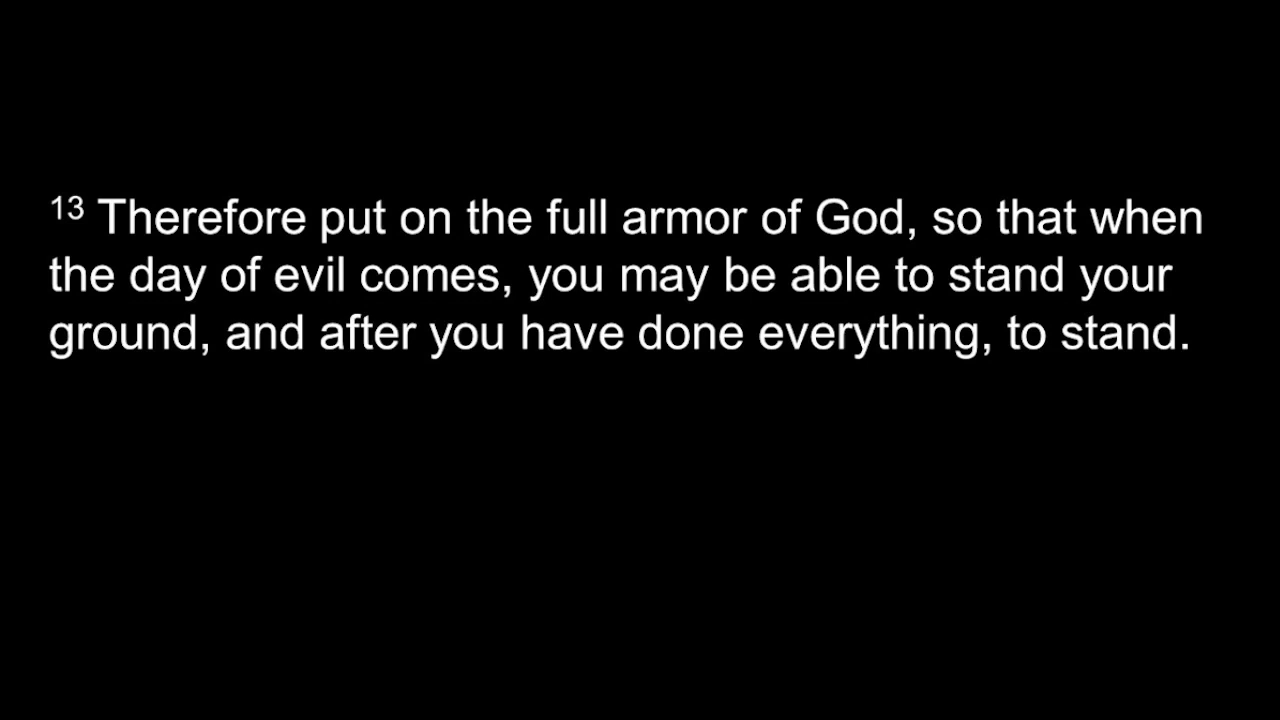 13 Therefore put on the full armor of God, so that when
the day of evil comes, you may be able to stand your
ground, and after you have done everything, to stand.